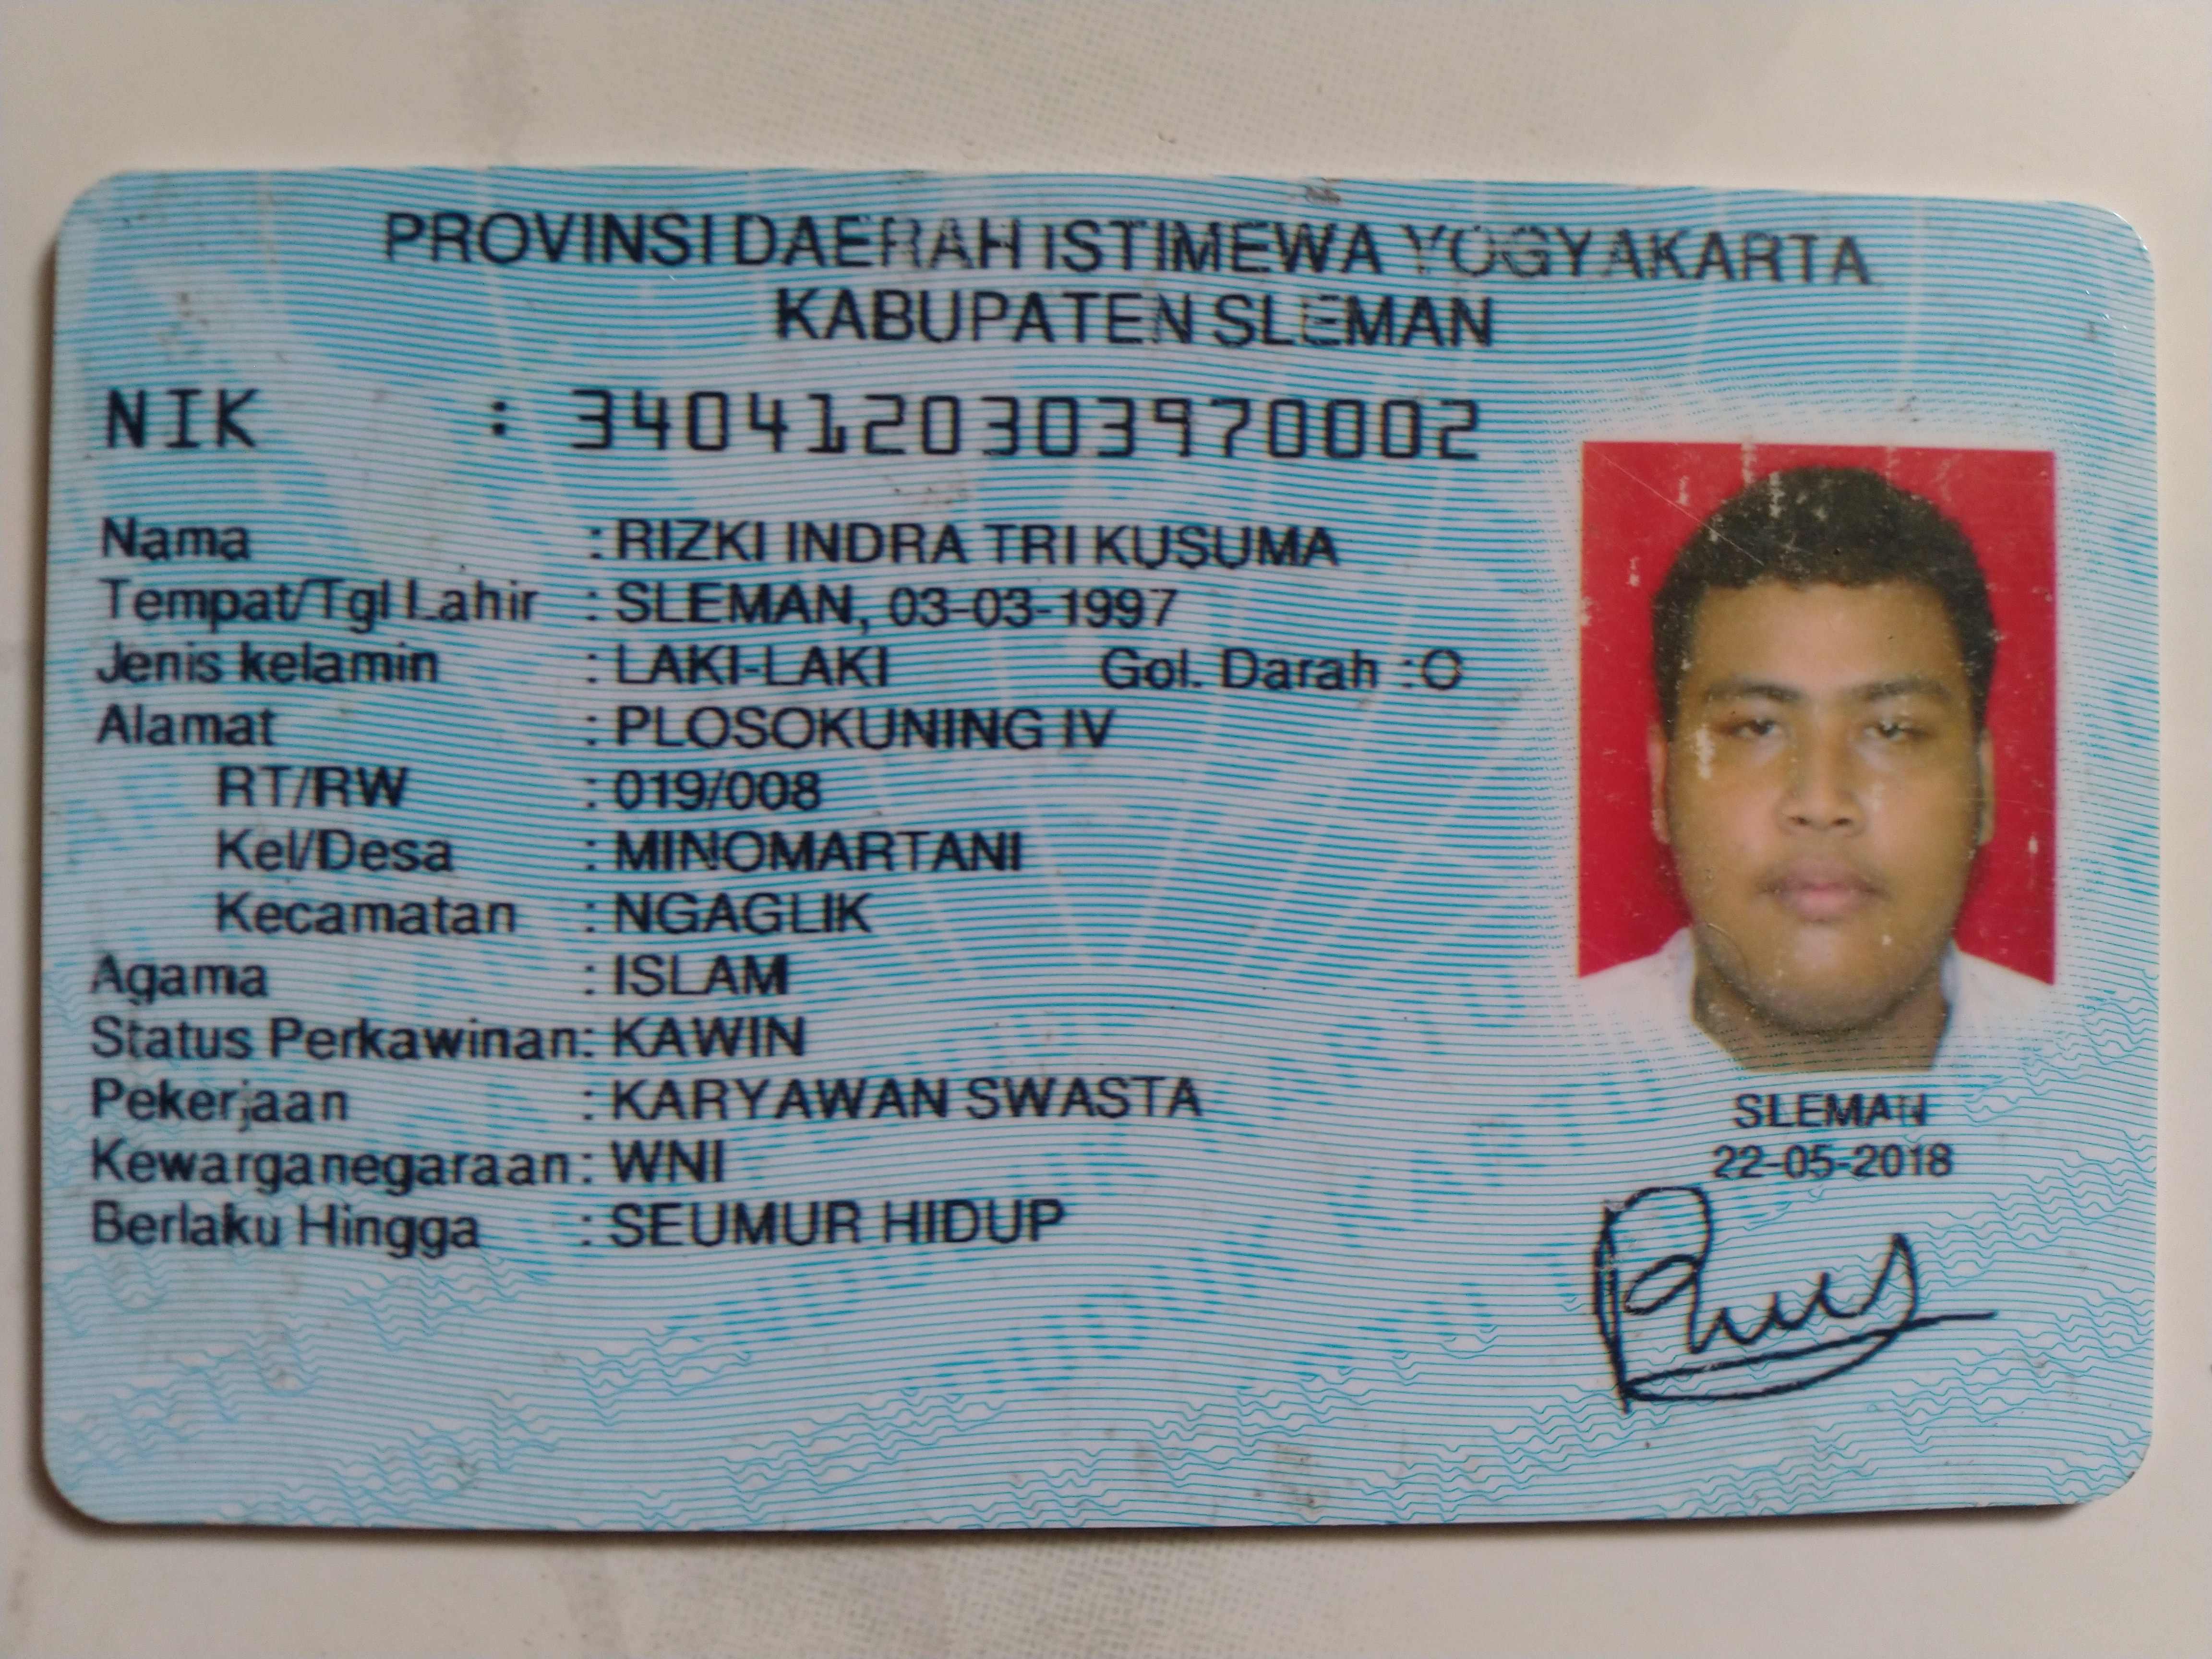 PROVINSI DAERAH ISTIMEWA YOGYAKARTA
KABUPATEN SLEMAN
NIK : 3404120303970002
Nama : RIZKI INDRA TRI KUSUMA
Tempat/Tgl Lahir : SLEMAN, 03-03-1997
Jenis kelamin : LAKI-LAKI Gol. Darah : O
Alamat : PLOSOKUNING IV
RT/RW : 019/008
Kel/Desa : MINOMARTANI
Kecamatan : NGAGLIK
Agama : ISLAM
Status Perkawinan: KAWIN
Pekerjaan : KARYAWAN SWASTA
Kewarganegaraan: WNI
Berlaku Hingga : SEUMUR HIDUP
SLEMAN
22-05-2018